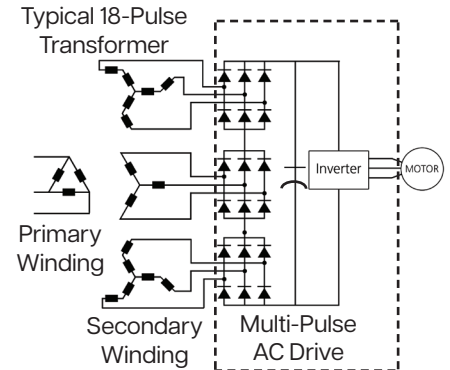 Typical 18-Pulse
Transformer
Inverter
MOTOR
Primary
Winding
Secondary
Winding
Multi-Pulse
AC Drive